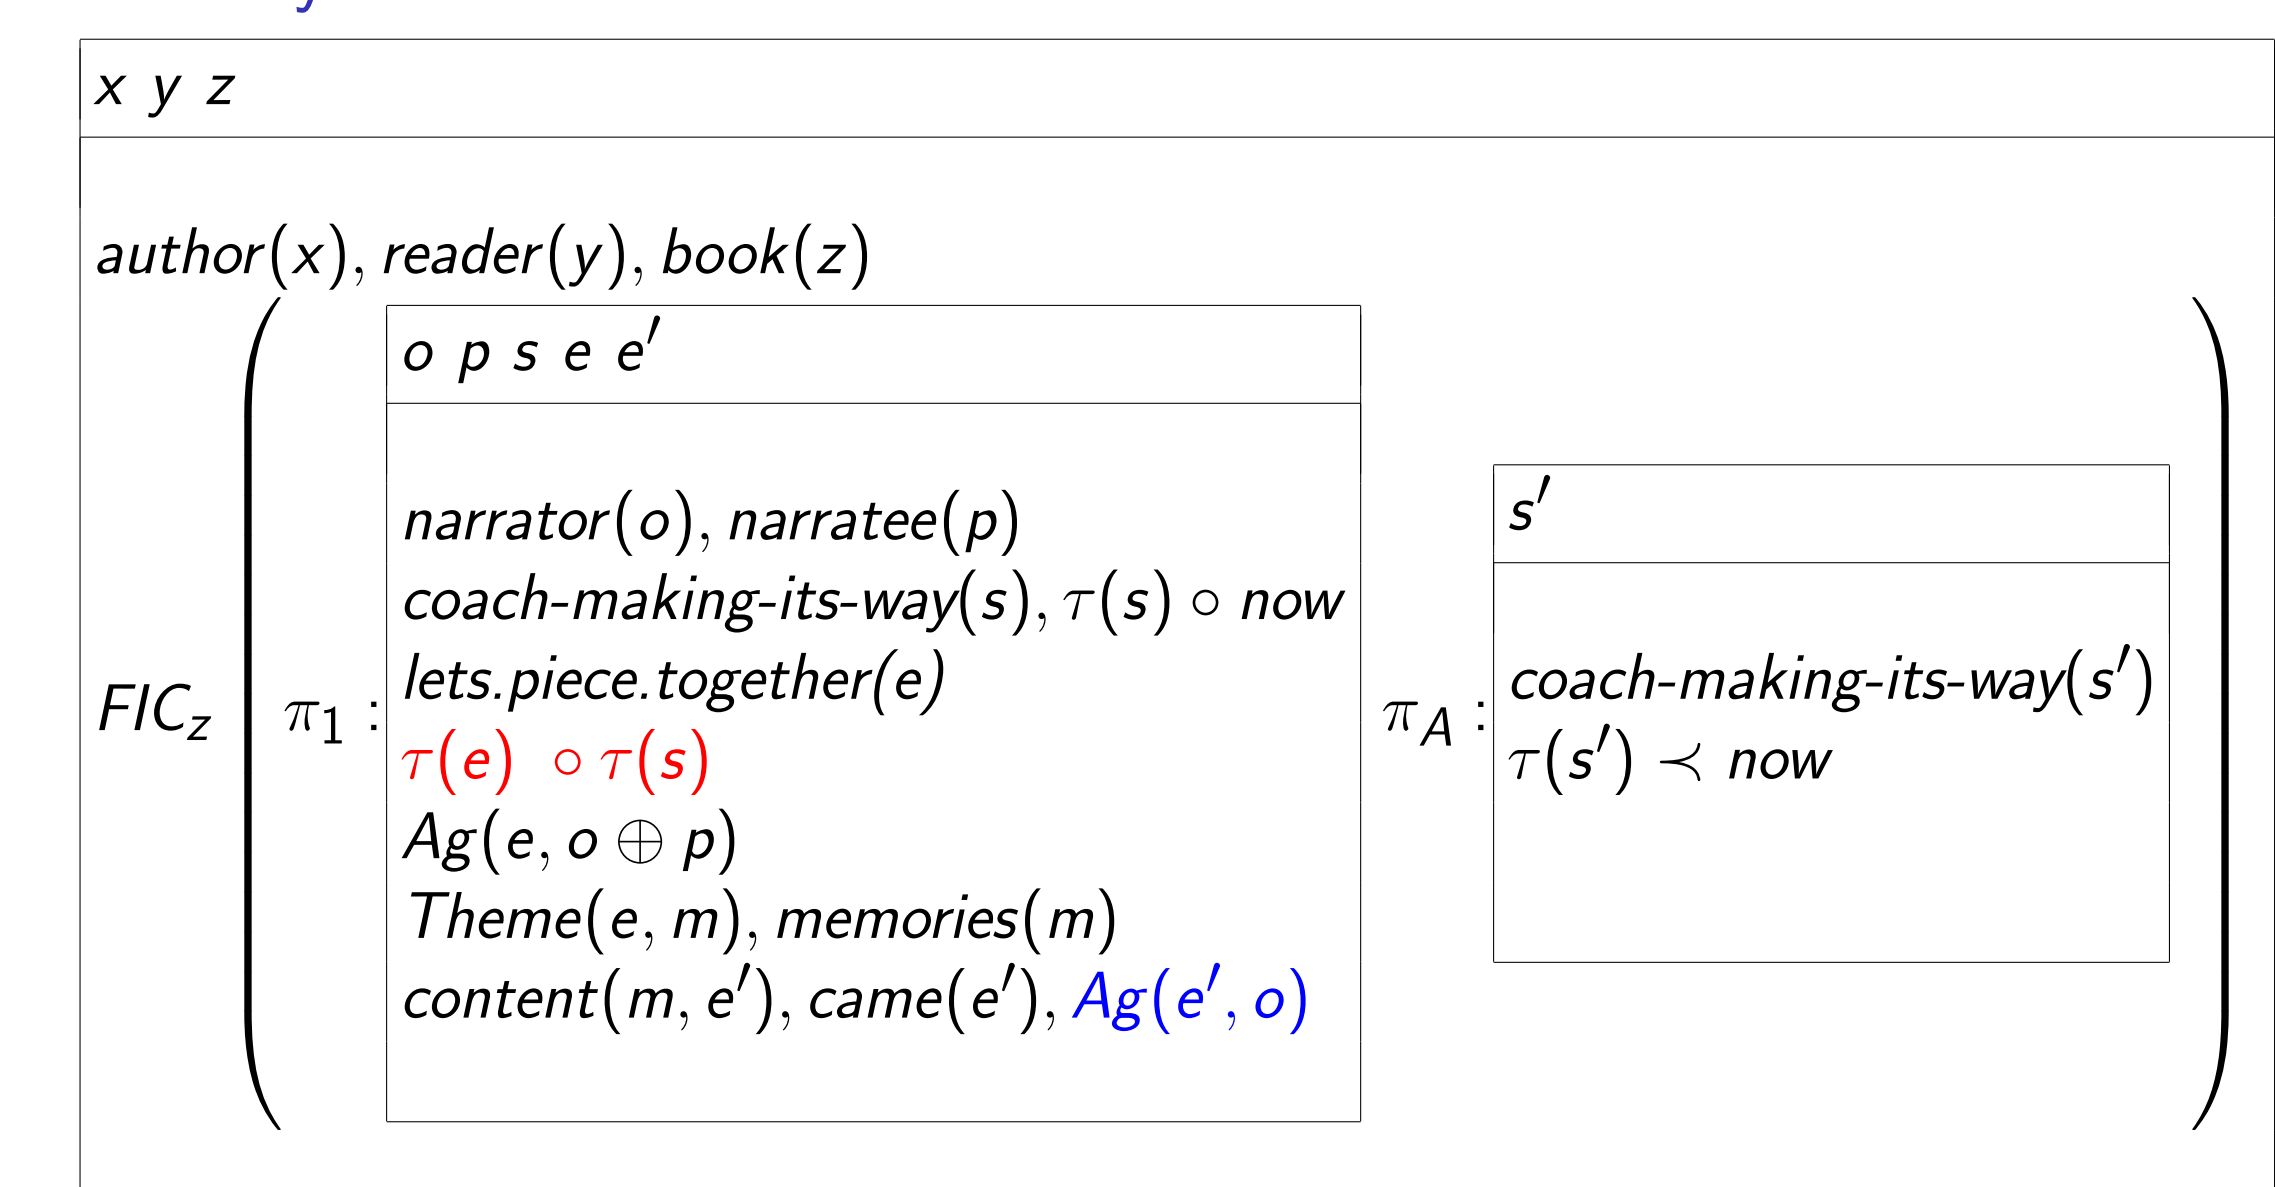 x y z
author(x), reader(y), book(z)
FIC_z
π_1 :
o p s e e′
narrator(o), narratee(p)
coach-making-its-way(s), τ(s) ∘ now
lets.piece.together(e)
τ(e) ∘ τ(s)
Ag(e, o ⊕ p)
Theme(e, m), memories(m)
content(m, e′), came(e′), Ag(e′, o)
π_A :
s′
coach-making-its-way(s′)
τ(s′) ≺ now